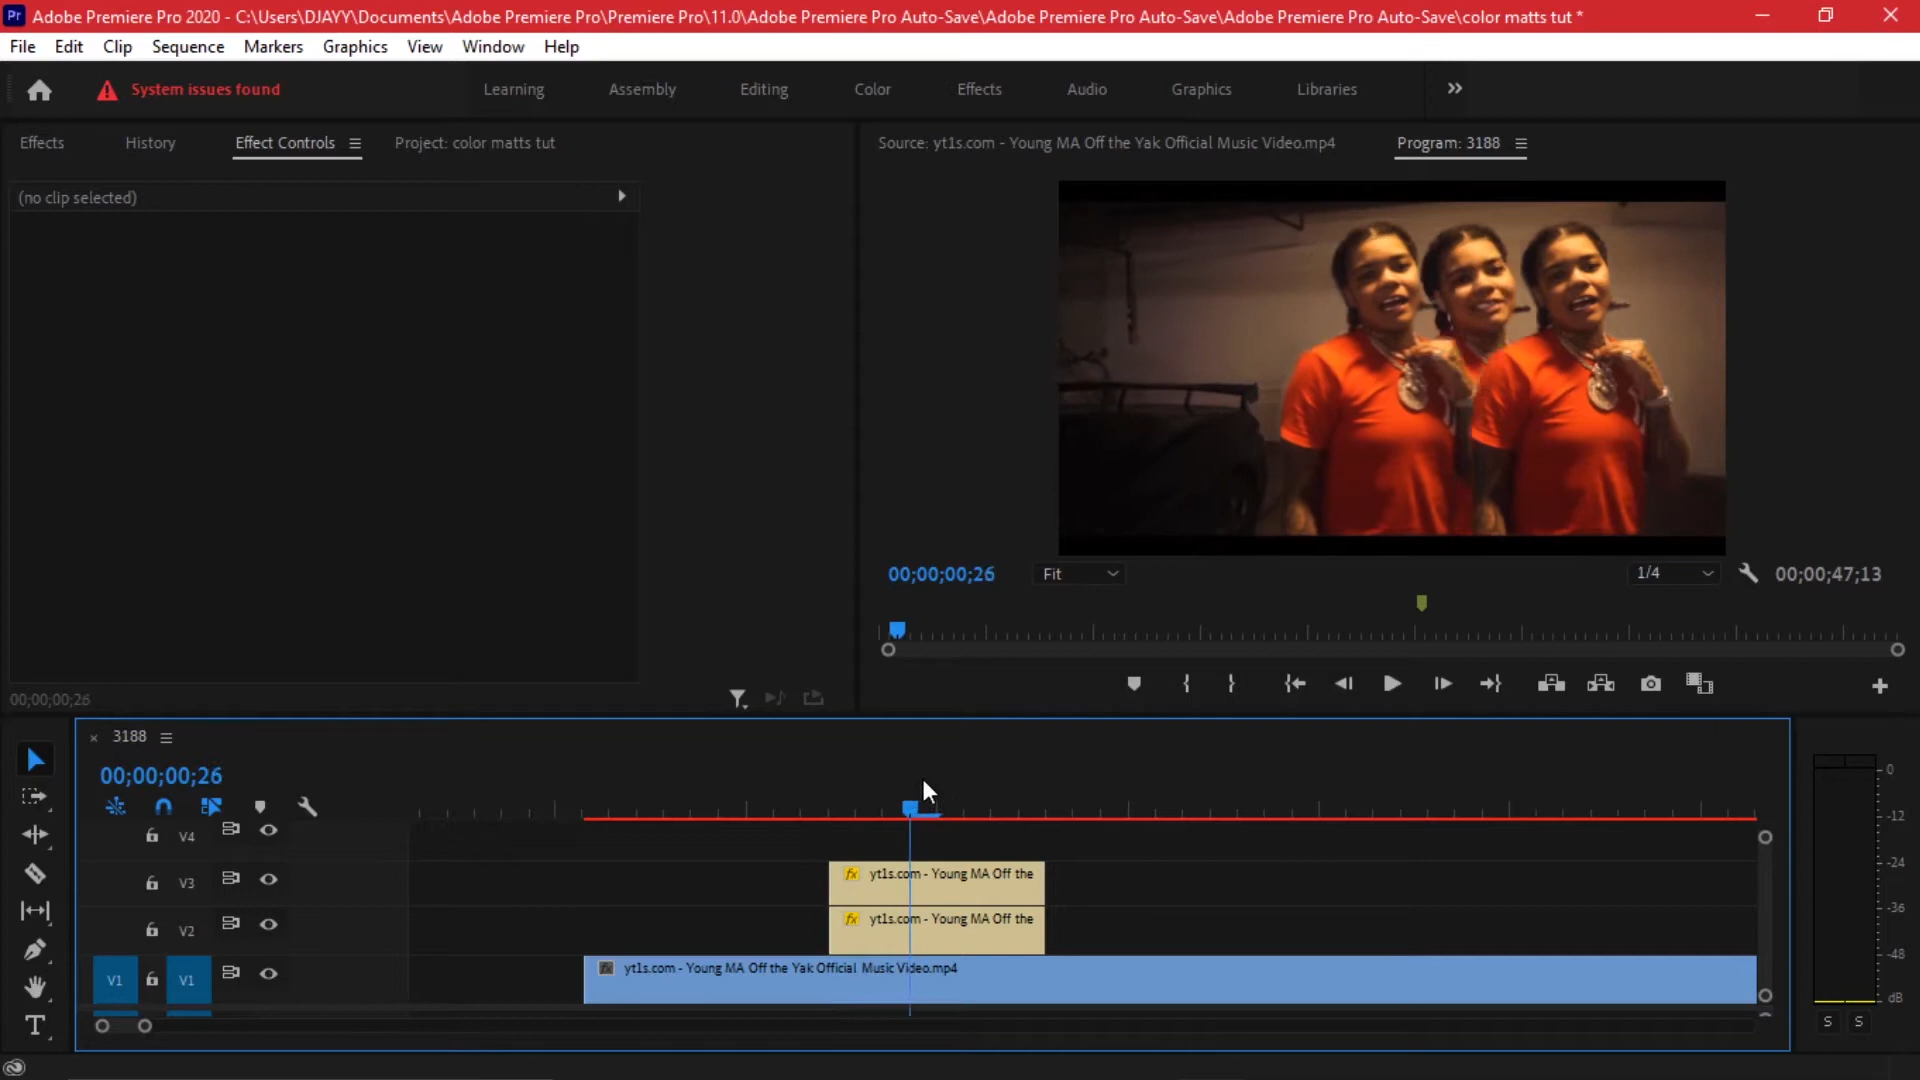 Pr Adobe Premiere Pro 2020 - C:\Users\DJAYY\Documents\Adobe Premiere Pro\Premiere Pro\11.0\Adobe Premiere Pro Auto-Save\Adobe Premiere Pro Auto-Save\Adobe Premiere Pro Auto-Save\color matts tut *
File Edit Clip Sequence Markers Graphics View Window Help
System issues found
Learning Assembly Editing Color Effects Audio Graphics Libraries
Effects History Effect Controls Project: color matts tut
Source: yt1s.com - Young MA Off the Yak Official Music Video.mp4 Program: 3188
(no clip selected)
00;00;00;26 Fit 1/4 00;00;47;13
00;00;00;26
3188
00;00;00;26
V4
V3 fx yt1s.com - Young MA Off the
V2 fx yt1s.com - Young MA Off the
V1 V1 fx yt1s.com - Young MA Off the Yak Official Music Video.mp4
T
0
-12
-24
-36
-48
dB
S S